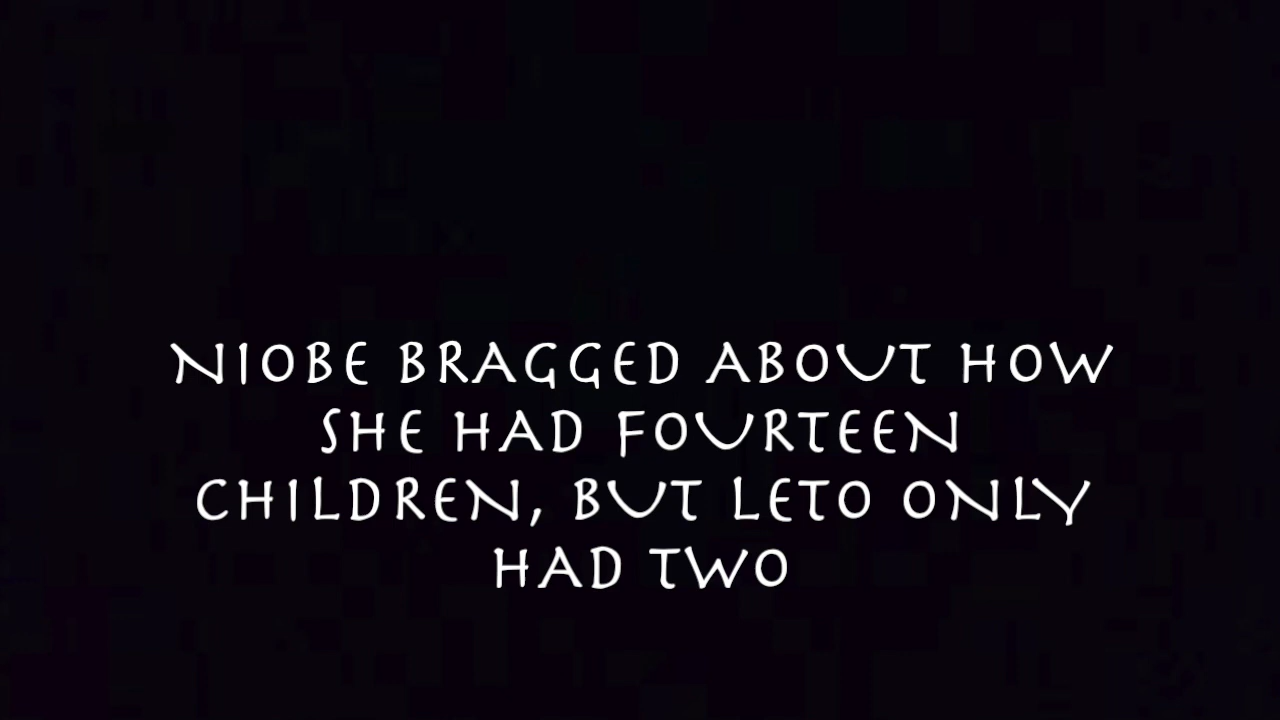 NIOBE BRAGGED ABOUT HOW
SHE HAD FOURTEEN
CHILDREN, BUT LETO ONLY
HAD TWO